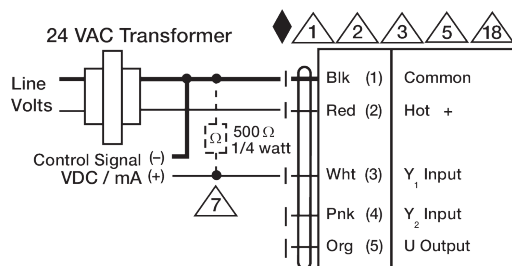 24 VAC Transformer
1 2 3 5 18
Line Volts
Blk (1) Common
Red (2) Hot +
Ω 500 Ω
1/4 watt
Control Signal (–)
VDC / mA (+)
Wht (3) Y₁ Input
7
Pnk (4) Y₂ Input
Org (5) U Output